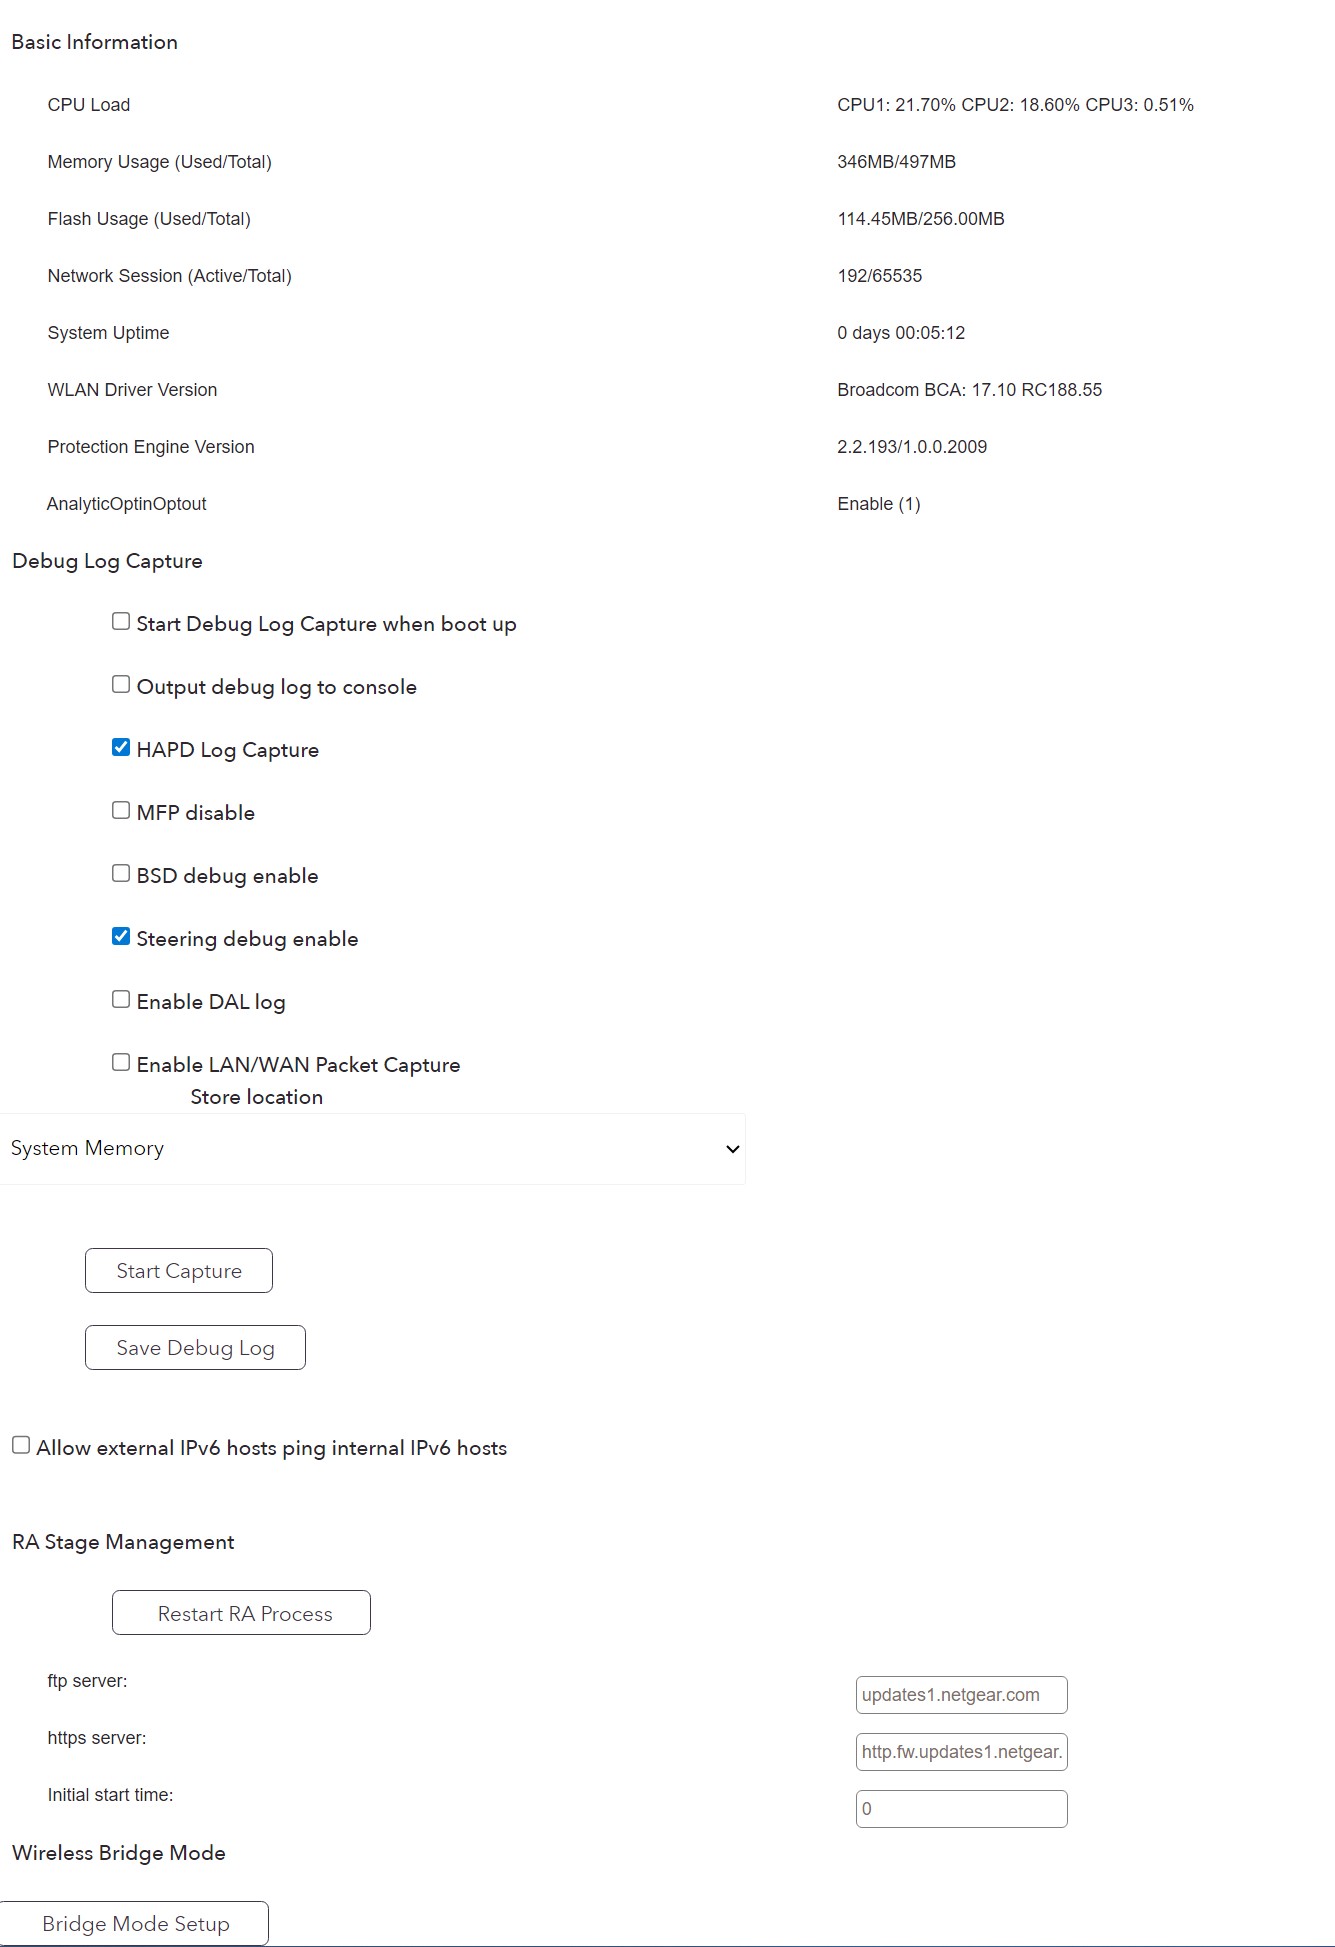 Basic Information
CPU Load CPU1: 21.70% CPU2: 18.60% CPU3: 0.51%
Memory Usage (Used/Total) 346MB/497MB
Flash Usage (Used/Total) 114.45MB/256.00MB
Network Session (Active/Total) 192/65535
System Uptime 0 days 00:05:12
WLAN Driver Version Broadcom BCA: 17.10 RC188.55
Protection Engine Version 2.2.193/1.0.0.2009
AnalyticOptinOptout Enable (1)
Debug Log Capture
Start Debug Log Capture when boot up
Output debug log to console
HAPD Log Capture
MFP disable
BSD debug enable
Steering debug enable
Enable DAL log
Enable LAN/WAN Packet Capture
Store location
System Memory
Start Capture
Save Debug Log
Allow external IPv6 hosts ping internal IPv6 hosts
RA Stage Management
Restart RA Process
ftp server: updates1.netgear.com
https server: http.fw.updates1.netgear.
Initial start time: 0
Wireless Bridge Mode
Bridge Mode Setup